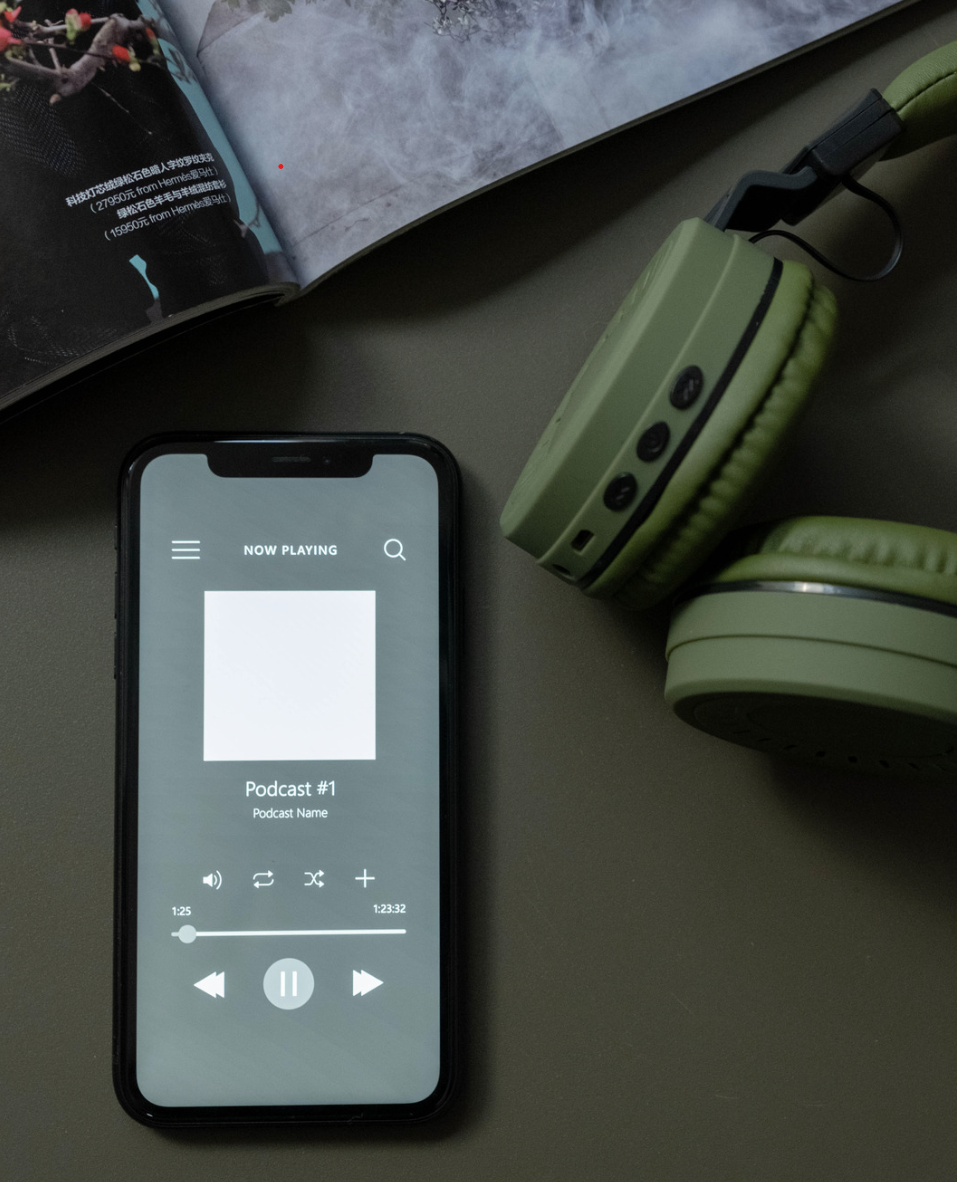 科技灯芯绒绿松石色暗人字纹罗纹夹克
(27950元 from Hermès爱马仕)
绿松石色羊毛与羊绒混纺套衫
(15950元 from Hermès爱马仕)
NOW PLAYING
Podcast #1
Podcast Name
1:25
1:23:32